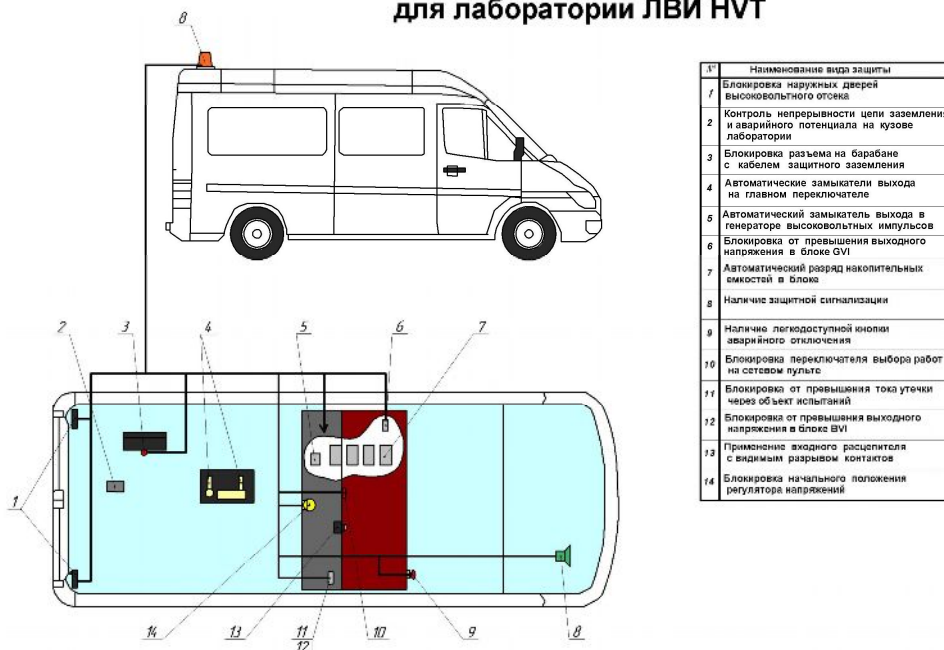 для лаборатории ЛВИ HVT
8
№ Наименование вида защиты
1 Блокировка наружных дверей
высоковольтного отсека
2 Контроль непрерывности цепи заземления
и аварийного потенциала на кузове
лаборатории
3 Блокировка разъема на барабане
с кабелем защитного заземления
4 Автоматические замыкатели выхода
на главном переключателе
5 Автоматический замыкатель выхода в
генераторе высоковольтных импульсов
6 Блокировка от превышения выходного
напряжения в блоке GVI
7 Автоматический разряд накопительных
емкостей в блоке
8 Наличие защитной сигнализации
9 Наличие легкодоступной кнопки
аварийного отключения
10 Блокировка переключателя выбора работ
на сетевом пульте
11 Блокировка от превышения тока утечки
через объект испытаний
12 Блокировка от превышения выходного
напряжения в блоке BVI
13 Применение входного расцепителя
с видимым разрывом контактов
14 Блокировка начального положения
регулятора напряжений
2 3 4 5 6 7
1
14 13 11 10 9 8
12